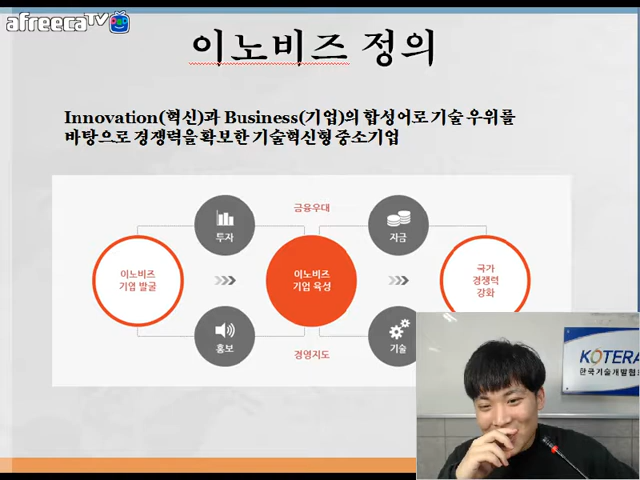 afreecaTV
이노비즈 정의
Innovation(혁신)과 Business(기업)의 합성어로 기술 우위를
바탕으로 경쟁력을 확보한 기술혁신형 중소기업
금융우대
투자
자금
이노비즈
기업 발굴
이노비즈
기업 육성
국가
경쟁력
강화
홍보
경영지도
기술
KOTERA
한국기술개발협